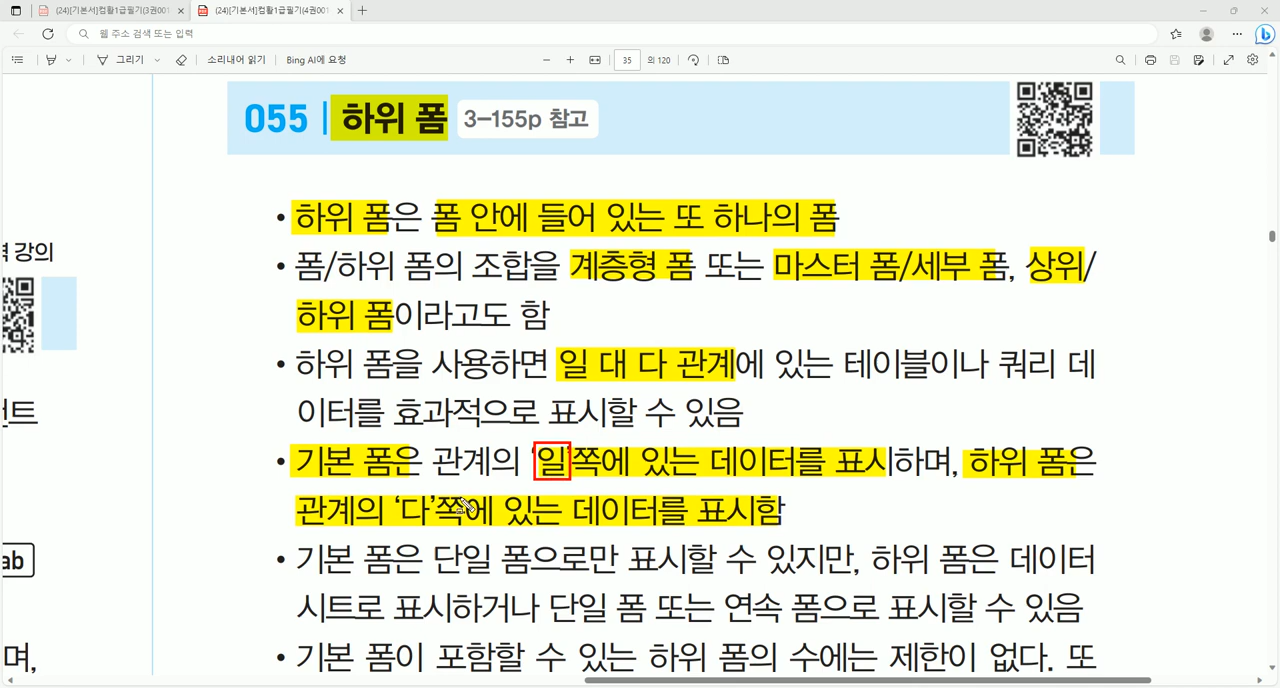 (24)[기본서]컴활1급필기(3권001
(24)[기본서]컴활1급필기(4권001
웹 주소 검색 또는 입력
그리기
소리내어 읽기
Bing AI에 요청
35 의 120
055 하위 폼 3-155p 참고
• 하위 폼은 폼 안에 들어 있는 또 하나의 폼
• 폼/하위 폼의 조합을 계층형 폼 또는 마스터 폼/세부 폼, 상위/
하위 폼이라고도 함
• 하위 폼을 사용하면 일 대 다 관계에 있는 테이블이나 쿼리 데
이터를 효과적으로 표시할 수 있음
• 기본 폼은 관계의 ‘일’쪽에 있는 데이터를 표시하며, 하위 폼은
관계의 ‘다’쪽에 있는 데이터를 표시함
• 기본 폼은 단일 폼으로만 표시할 수 있지만, 하위 폼은 데이터
시트로 표시하거나 단일 폼 또는 연속 폼으로 표시할 수 있음
• 기본 폼이 포함할 수 있는 하위 폼의 수에는 제한이 없다. 또
강의
트
ab
며,